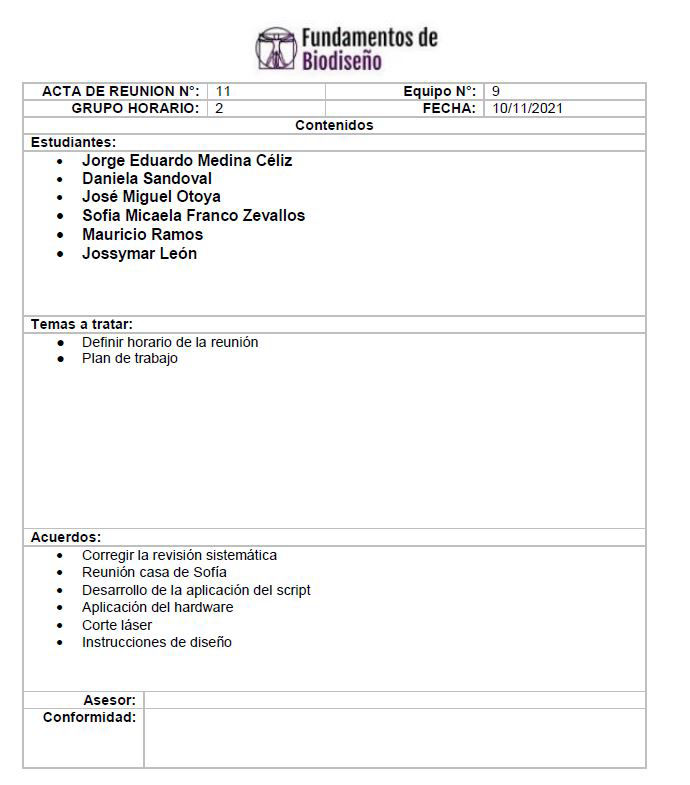 Fundamentos de
Biodiseño
ACTA DE REUNION N°: 11 Equipo N°: 9
GRUPO HORARIO: 2 FECHA: 10/11/2021
Contenidos
Estudiantes:
• Jorge Eduardo Medina Céliz
• Daniela Sandoval
• José Miguel Otoya
• Sofia Micaela Franco Zevallos
• Mauricio Ramos
• Jossymar León
Temas a tratar:
• Definir horario de la reunión
• Plan de trabajo
Acuerdos:
• Corregir la revisión sistemática
• Reunión casa de Sofía
• Desarrollo de la aplicación del script
• Aplicación del hardware
• Corte láser
• Instrucciones de diseño
Asesor:
Conformidad: